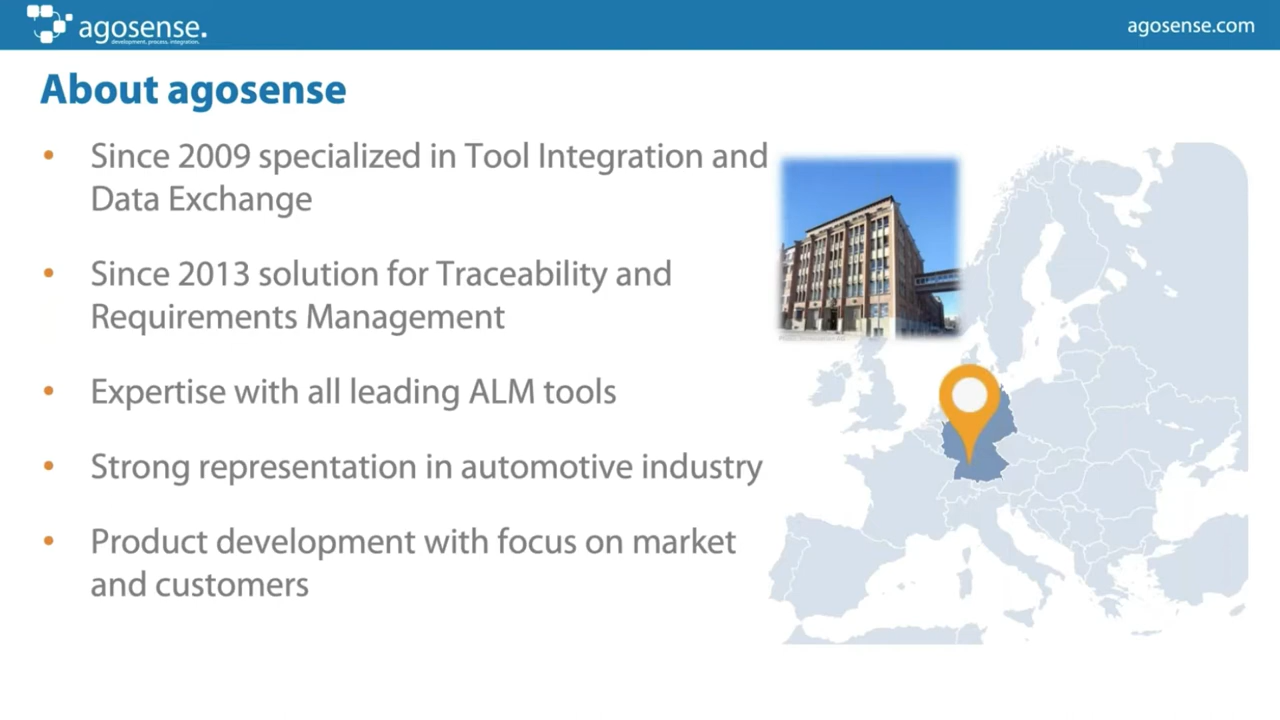 agosense.
development, process, integration.
agosense.com
About agosense
• Since 2009 specialized in Tool Integration and
Data Exchange
• Since 2013 solution for Traceability and
Requirements Management
• Expertise with all leading ALM tools
• Strong representation in automotive industry
• Product development with focus on market
and customers